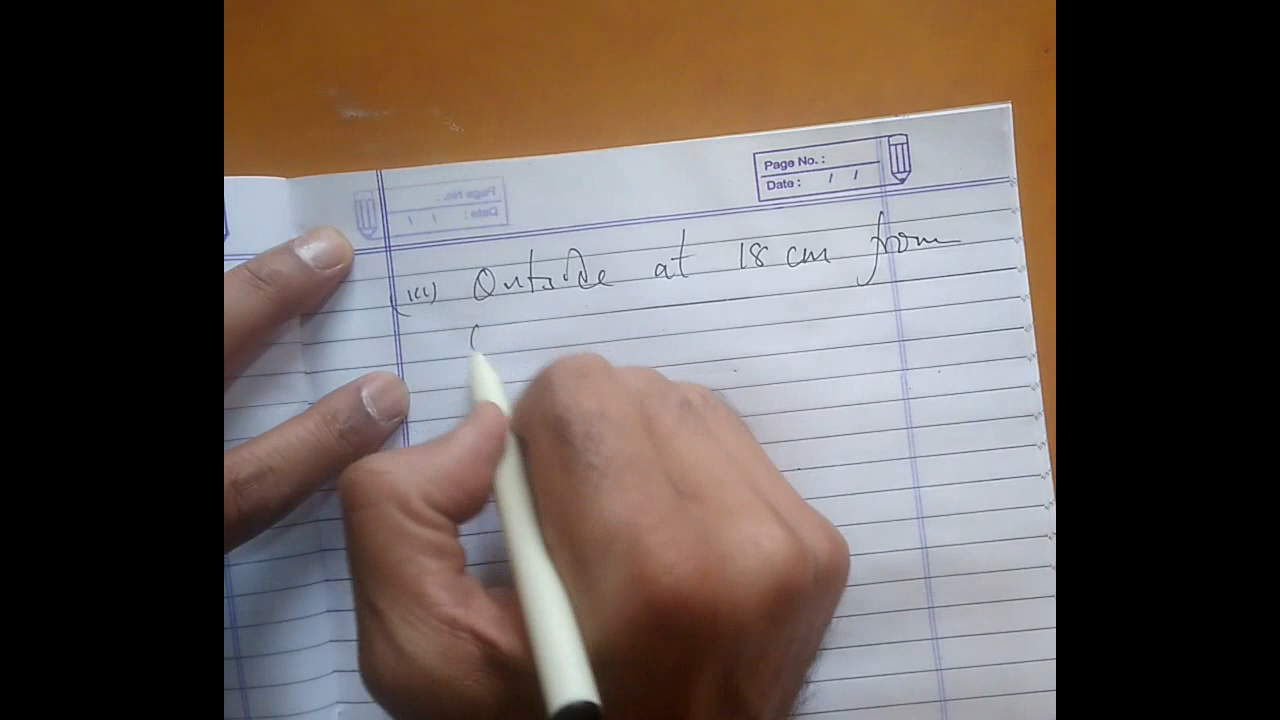 Page No. :
Date : / /
(iii) Outside at 18 cm from
(